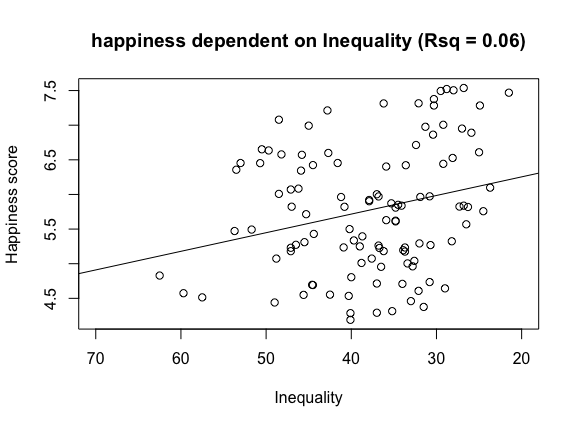 happiness dependent on Inequality (Rsq = 0.06)
Happiness score
7.5
6.5
5.5
4.5
70 60 50 40 30 20
Inequality